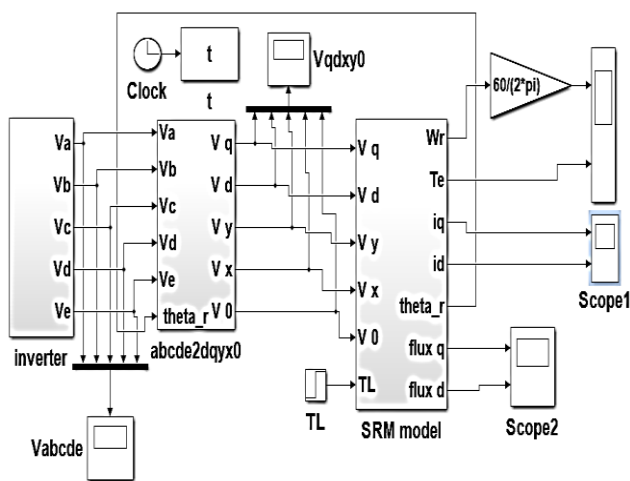 Clock
t
t
Vqdxy0
60/(2*pi)
Va
Vb
Vc
Vd
Ve
inverter
Va
Vb
Vc
Vd
Ve
theta_r
V q
V d
V y
V x
V 0
abcde2dqyx0
V q
V d
V y
V x
V 0
TL
Wr
Te
iq
id
theta_r
flux q
flux d
SRM model
TL
Scope1
Scope2
Vabcde